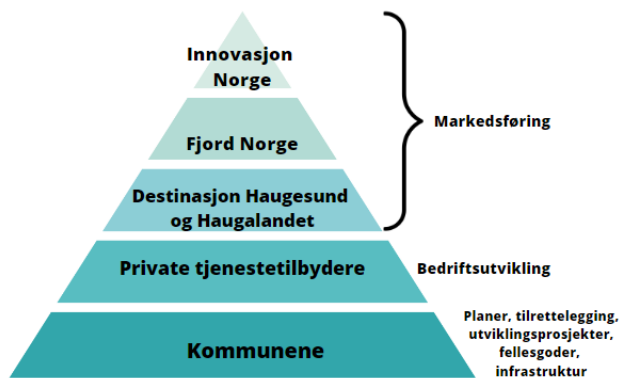 Innovasjon
Norge
Fjord Norge
Destinasjon Haugesund
og Haugalandet
Markedsføring
Private tjenestetilbydere
Bedriftsutvikling
Kommunene
Planer, tilrettelegging,
utviklingsprosjekter,
fellesgoder,
infrastruktur